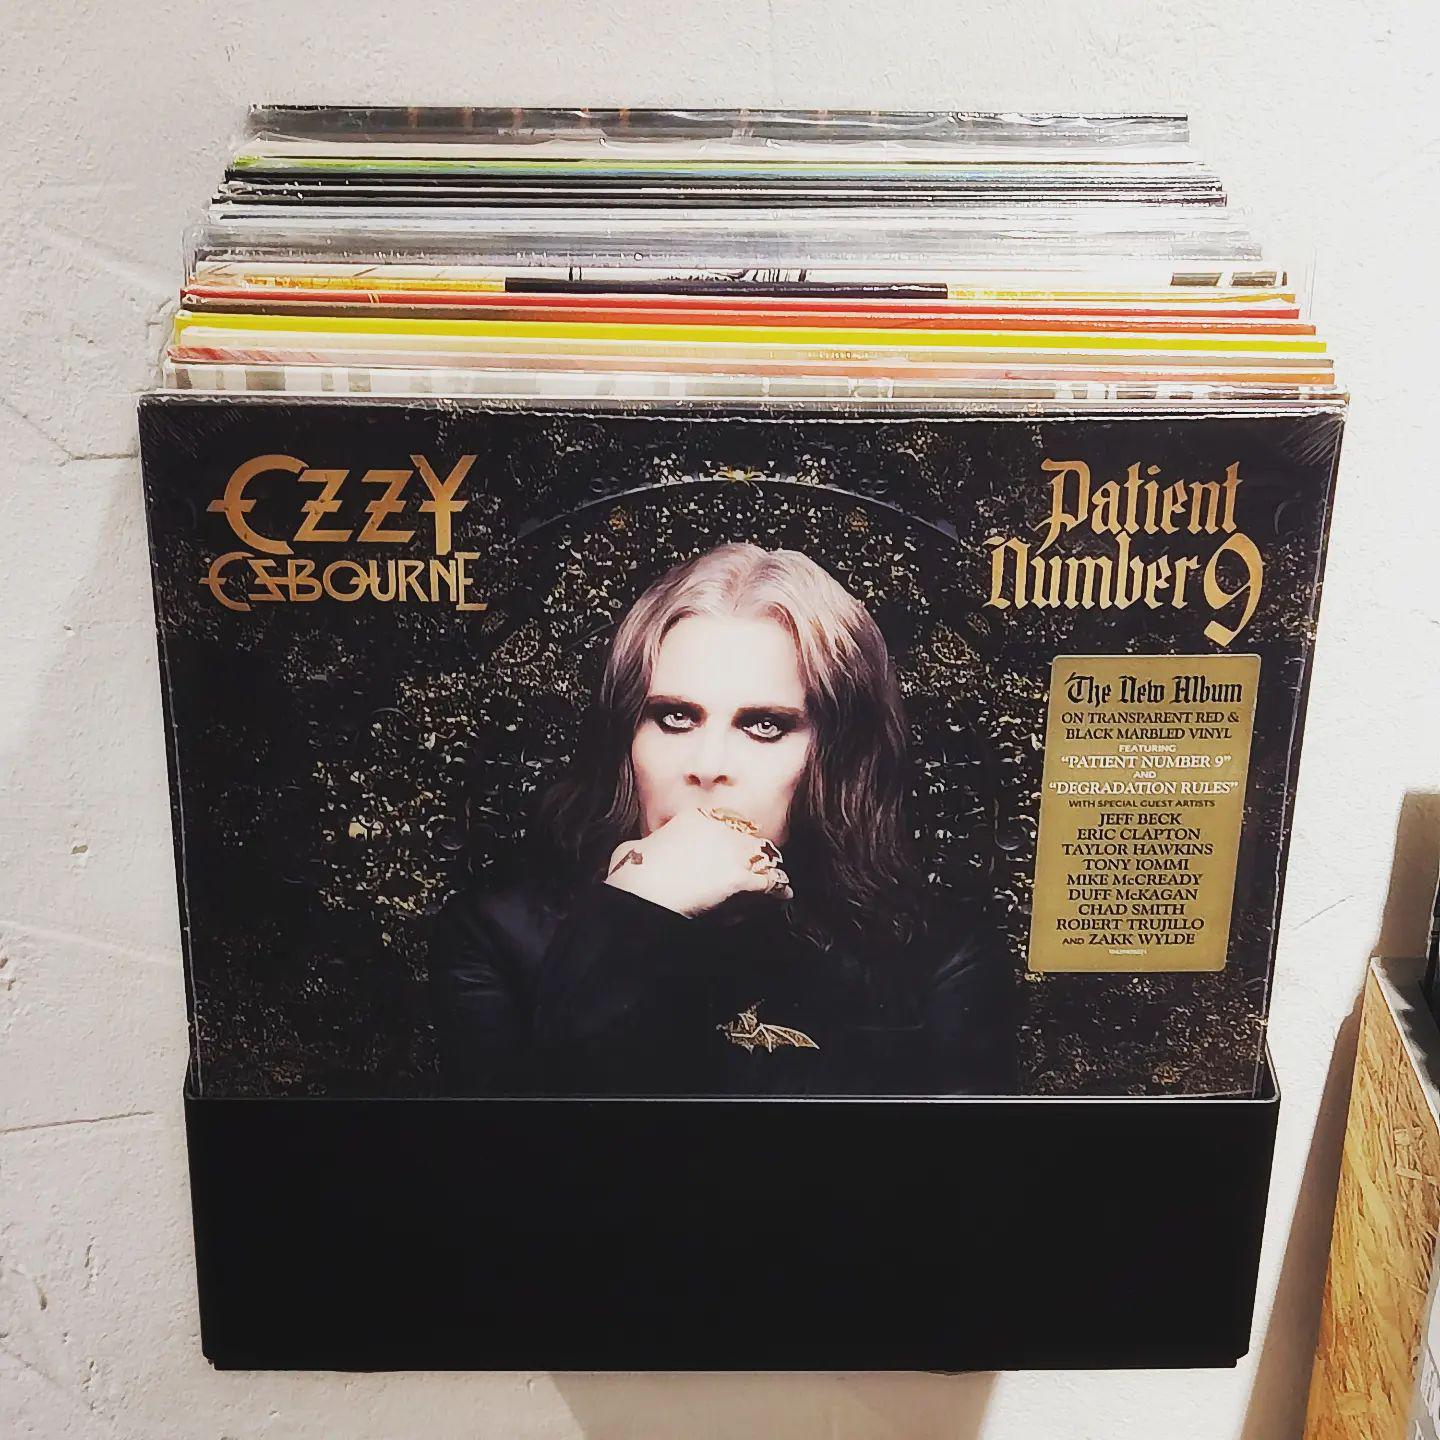 OZZY
OSBOURNE
Patient
Number 9
The New Album
ON TRANSPARENT RED &
BLACK MARBLED VINYL
FEATURING
“PATIENT NUMBER 9”
AND
“DEGRADATION RULES”
WITH SPECIAL GUEST ARTISTS
JEFF BECK
ERIC CLAPTON
TAYLOR HAWKINS
TONY IOMMI
MIKE McCREADY
DUFF McKAGAN
CHAD SMITH
ROBERT TRUJILLO
AND ZAKK WYLDE